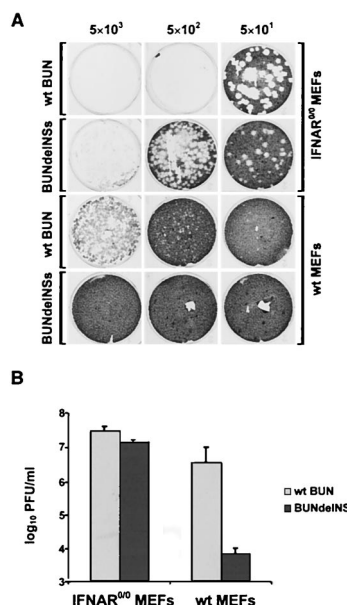 A
5×10³ 5×10² 5×10¹
wt BUN
BUNdelNSs
IFNAR⁰/⁰ MEFs
wt BUN
BUNdelNSs
wt MEFs
B
log₁₀ PFU/ml
8
7
6
5
4
3
wt BUN
BUNdelNS
IFNAR⁰/⁰ MEFs wt MEFs